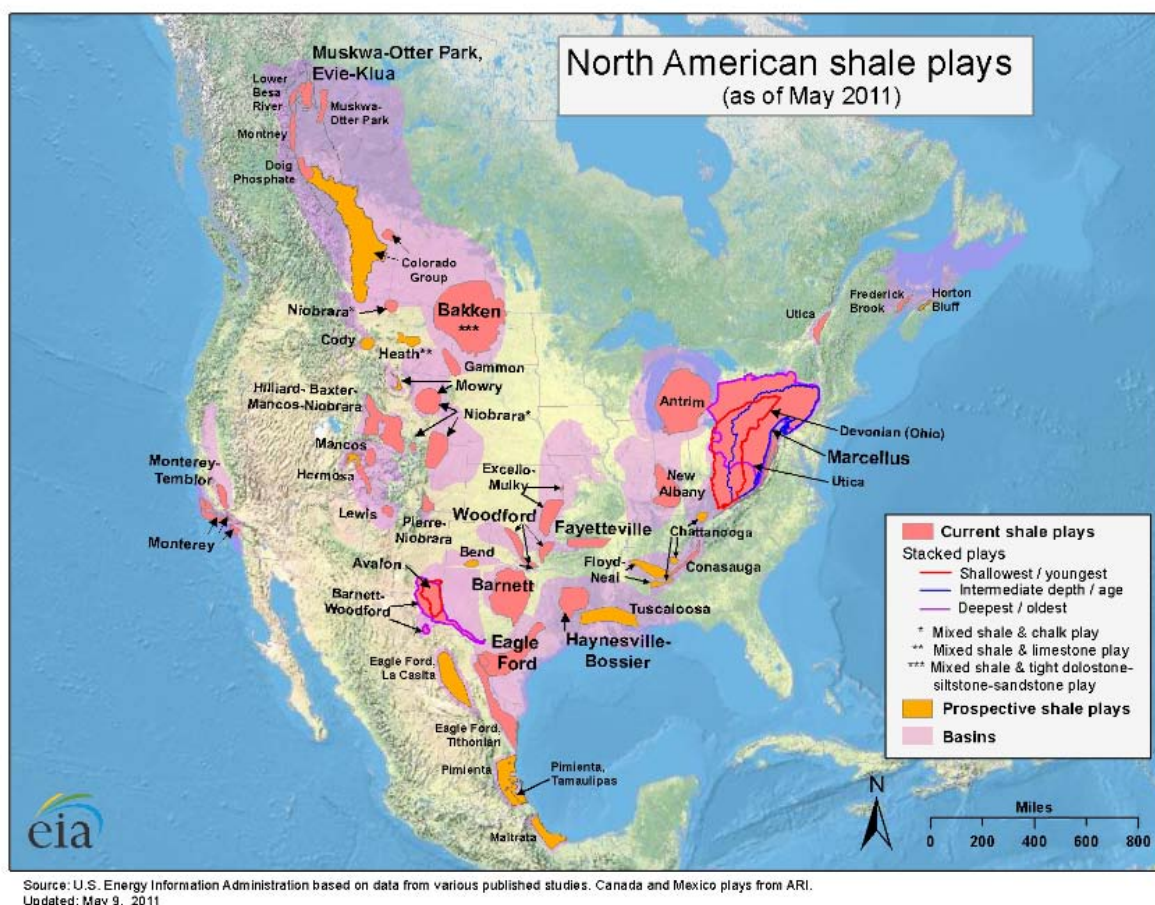 North American shale plays
(as of May 2011)
Muskwa-Otter Park,
Evie-Klua
Lower
Besa
River
Muskwa-
Otter Park
Montney
Doig
Phosphate
Colorado
Group
Niobrara*
Bakken
***
Cody
Heath**
Gammon
Mowry
Hilliard-Baxter-
Mancos-Niobrara
Niobrara*
Mancos
Hermosa
Lewis
Pierre-
Niobrara
Monterey-
Temblor
Monterey
Excello-
Mulky
Woodford
Fayetteville
Bend
Avalon
Barnett
Barnett-
Woodford
Eagle
Ford
Haynesville-
Bossier
Tuscaloosa
Floyd-
Neal
Conasauga
Chattanooga
New
Albany
Antrim
Devonian (Ohio)
Marcellus
Utica
Utica
Frederick
Brook
Horton
Bluff
Eagle Ford,
La Casita
Eagle Ford,
Tithonian
Pimienta
Pimienta,
Tamaulipas
Maltrata
Current shale plays
Stacked plays
Shallowest / youngest
Intermediate depth / age
Deepest / oldest
* Mixed shale & chalk play
** Mixed shale & limestone play
*** Mixed shale & tight dolostone-
siltstone-sandstone play
Prospective shale plays
Basins
N
Miles
0 200 400 600 800
eia
Source: U.S. Energy Information Administration based on data from various published studies. Canada and Mexico plays from ARI.
Updated: May 9, 2011